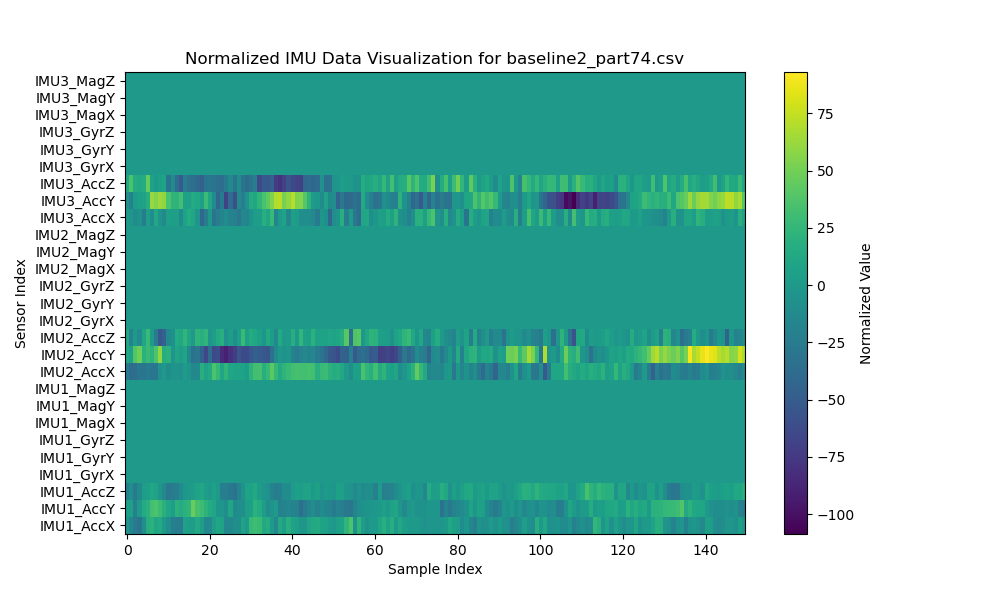 Normalized IMU Data Visualization for baseline2_part74.csv
Sensor Index
IMU3_MagZ
IMU3_MagY
IMU3_MagX
IMU3_GyrZ
IMU3_GyrY
IMU3_GyrX
IMU3_AccZ
IMU3_AccY
IMU3_AccX
IMU2_MagZ
IMU2_MagY
IMU2_MagX
IMU2_GyrZ
IMU2_GyrY
IMU2_GyrX
IMU2_AccZ
IMU2_AccY
IMU2_AccX
IMU1_MagZ
IMU1_MagY
IMU1_MagX
IMU1_GyrZ
IMU1_GyrY
IMU1_GyrX
IMU1_AccZ
IMU1_AccY
IMU1_AccX
0 20 40 60 80 100 120 140
Sample Index
75
50
25
0
−25
−50
−75
−100
Normalized Value